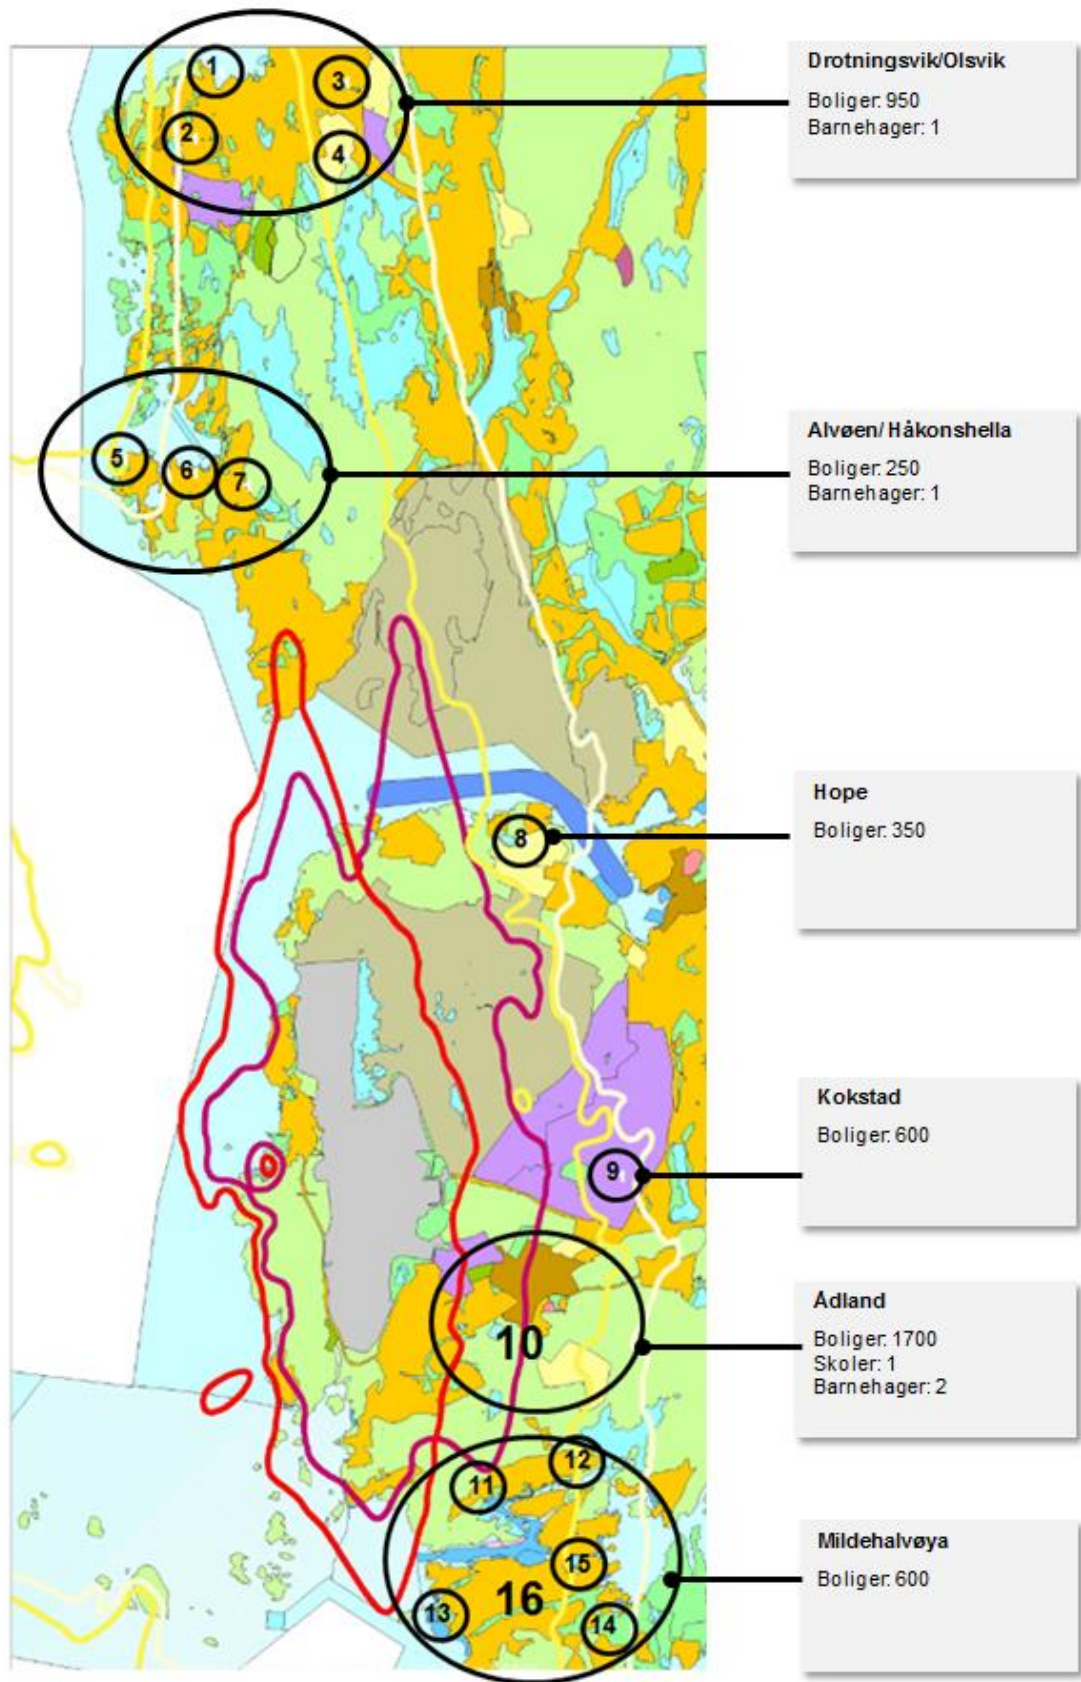 Drotningsvik/Olsvik
Boliger: 950
Barnehager: 1
1
3
2
4
Alvøen/ Håkonshella
Boliger: 250
Barnehager: 1
5
6
7
Hope
Boliger: 350
8
Kokstad
Boliger: 600
9
Ådland
Boliger: 1700
Skoler: 1
Barnehager: 2
10
12
11
Mildehalvøya
Boliger: 600
15
16
13
14